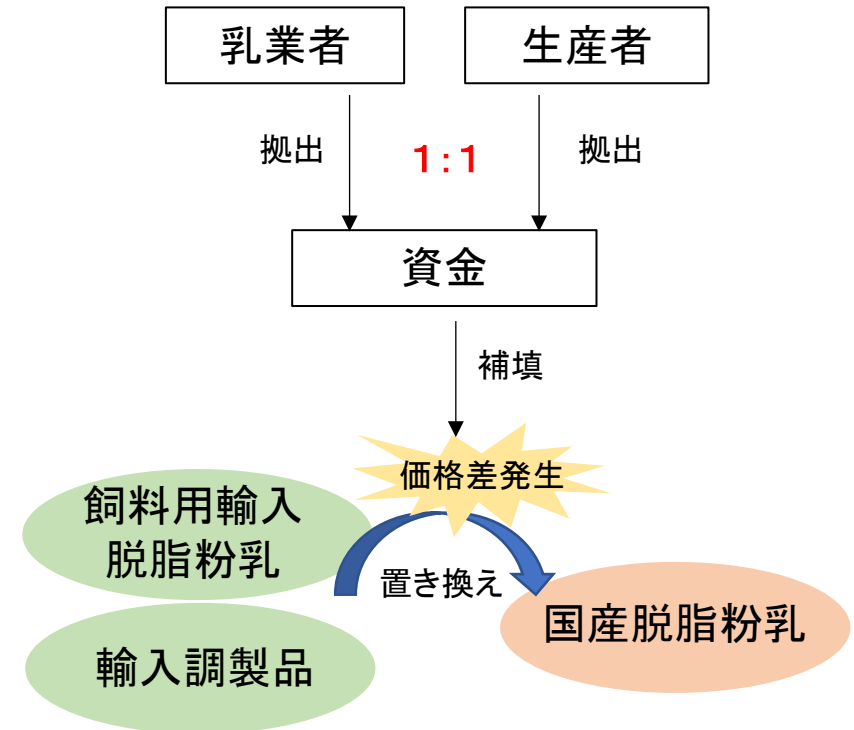 乳業者
生産者
拠出
1:1
拠出
資金
補填
価格差発生
飼料用輸入
脱脂粉乳
置き換え
国産脱脂粉乳
輸入調製品